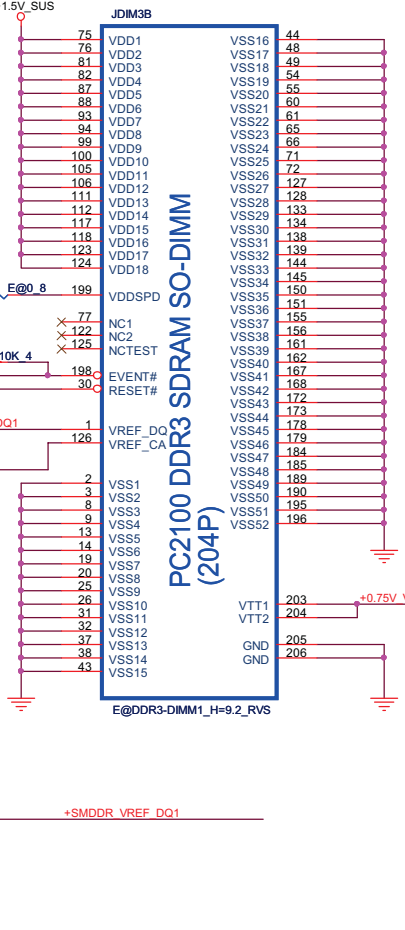 1.5V_SUS
JDIM3B
75 VDD1
76 VDD2
81 VDD3
82 VDD4
87 VDD5
88 VDD6
93 VDD7
94 VDD8
99 VDD9
100 VDD10
105 VDD11
106 VDD12
111 VDD13
112 VDD14
117 VDD15
118 VDD16
123 VDD17
124 VDD18
E@0_8
199 VDDSPD
77 NC1
122 NC2
125 NCTEST
10K_4
198 EVENT#
30 RESET#
DQ1
1 VREF_DQ
126 VREF_CA
2 VSS1
3 VSS2
8 VSS3
9 VSS4
13 VSS5
14 VSS6
19 VSS7
20 VSS8
25 VSS9
26 VSS10
31 VSS11
32 VSS12
37 VSS13
38 VSS14
43 VSS15
PC2100 DDR3 SDRAM SO-DIMM
(204P)
VSS16 44
VSS17 48
VSS18 49
VSS19 54
VSS20 55
VSS21 60
VSS22 61
VSS23 65
VSS24 66
VSS25 71
VSS26 72
VSS27 127
VSS28 128
VSS29 133
VSS30 134
VSS31 138
VSS32 139
VSS33 144
VSS34 145
VSS35 150
VSS36 151
VSS37 155
VSS38 156
VSS39 161
VSS40 162
VSS41 167
VSS42 168
VSS43 172
VSS44 173
VSS45 178
VSS46 179
VSS47 184
VSS48 185
VSS49 189
VSS50 190
VSS51 195
VSS52 196
VTT1 203
VTT2 204
+0.75V_
GND 205
GND 206
E@DDR3-DIMM1_H=9.2_RVS
+SMDDR_VREF_DQ1